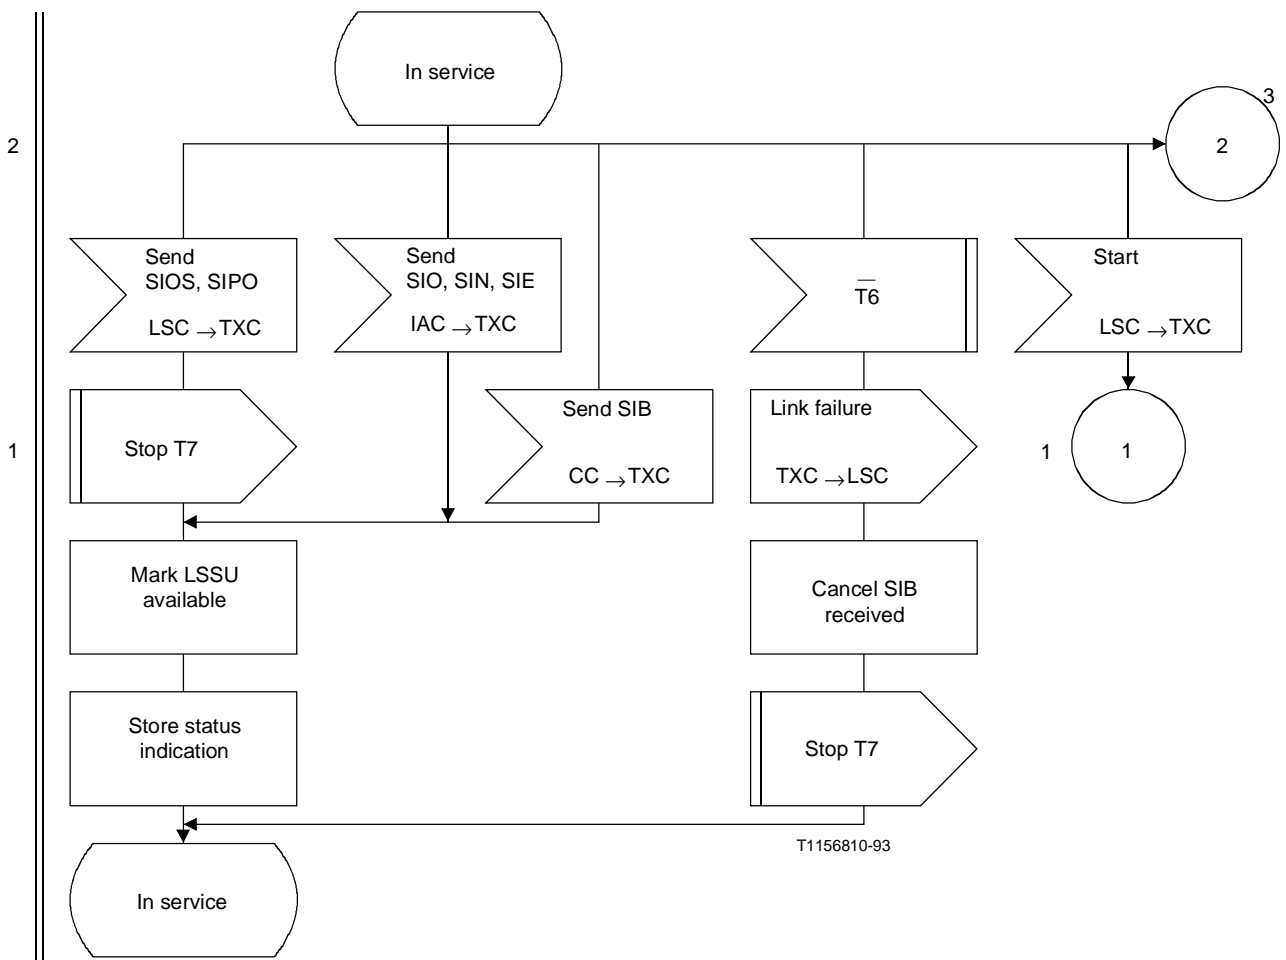 In service
3
2
2
Send
SIOS, SIPO
LSC → TXC
Send
SIO, SIN, SIE
IAC → TXC
T̅6
Start
LSC → TXC
1
Stop T7
Send SIB
CC → TXC
Link failure
TXC → LSC
1
1
Mark LSSU
available
Cancel SIB
received
Store status
indication
Stop T7
T1156810-93
In service